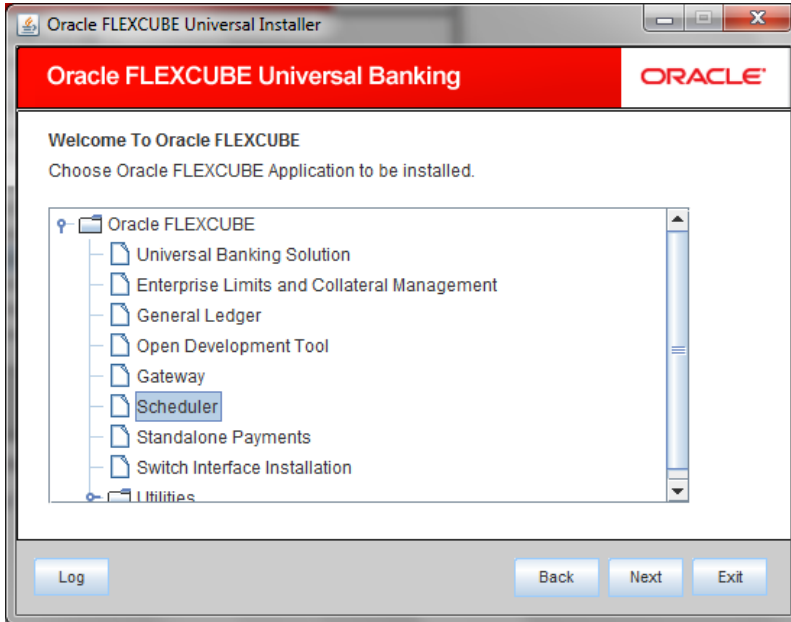 Oracle FLEXCUBE Universal Installer
Oracle FLEXCUBE Universal Banking
ORACLE
Welcome To Oracle FLEXCUBE
Choose Oracle FLEXCUBE Application to be installed.
Oracle FLEXCUBE
Universal Banking Solution
Enterprise Limits and Collateral Management
General Ledger
Open Development Tool
Gateway
Scheduler
Standalone Payments
Switch Interface Installation
Utilities
Log Back Next Exit